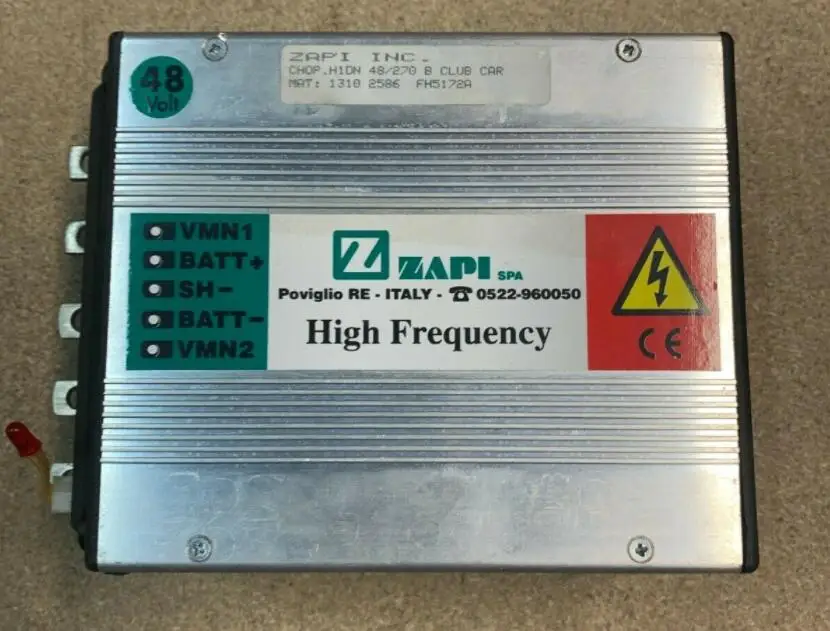 48
Volt
ZAPI INC.
CHOP.H1DN 48/270 B CLUB CAR
MAT: 1310 2586 FH5172A
VMN1
BATT+
SH-
BATT-
VMN2
Z ZAPI SPA
Poviglio RE - ITALY - ☎ 0522-960050
High Frequency
CE